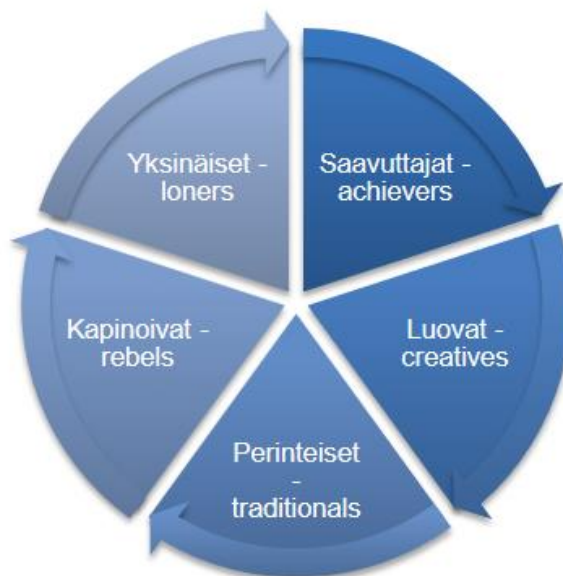 Yksinäiset -
loners
Saavuttajat -
achievers
Kapinoivat -
rebels
Luovat -
creatives
Perinteiset
-
traditionals